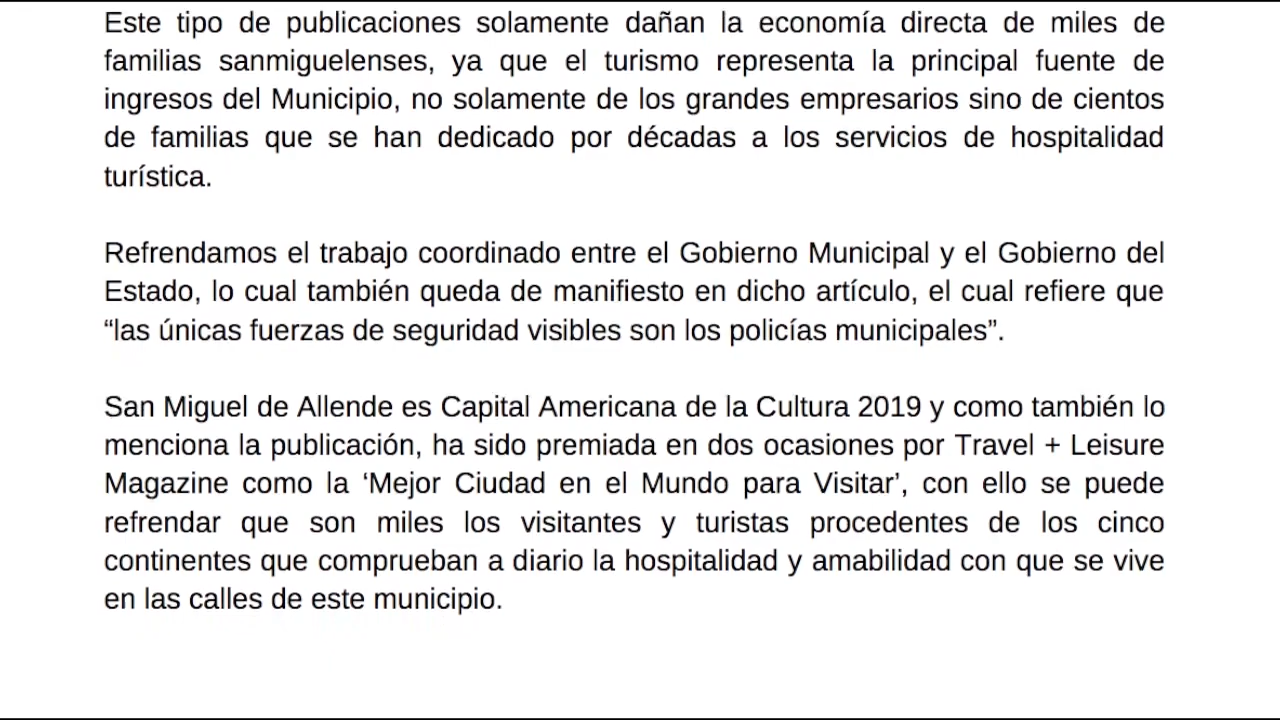 Este tipo de publicaciones solamente dañan la economía directa de miles de
familias sanmiguelenses, ya que el turismo representa la principal fuente de
ingresos del Municipio, no solamente de los grandes empresarios sino de cientos
de familias que se han dedicado por décadas a los servicios de hospitalidad
turística.
Refrendamos el trabajo coordinado entre el Gobierno Municipal y el Gobierno del
Estado, lo cual también queda de manifiesto en dicho artículo, el cual refiere que
“las únicas fuerzas de seguridad visibles son los policías municipales”.
San Miguel de Allende es Capital Americana de la Cultura 2019 y como también lo
menciona la publicación, ha sido premiada en dos ocasiones por Travel + Leisure
Magazine como la ‘Mejor Ciudad en el Mundo para Visitar’, con ello se puede
refrendar que son miles los visitantes y turistas procedentes de los cinco
continentes que comprueban a diario la hospitalidad y amabilidad con que se vive
en las calles de este municipio.